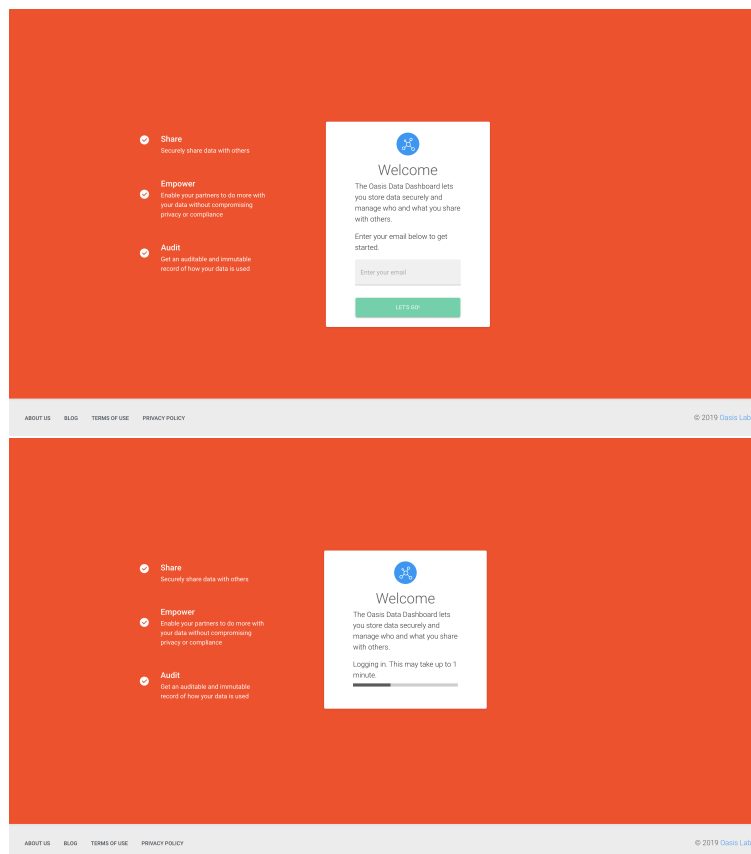 Share
Securely share data with others
Empower
Enable your partners to do more with
your data without compromising
privacy or compliance
Audit
Get an auditable and immutable
record of how your data is used
Welcome
The Oasis Data Dashboard lets
you store data securely and
manage who and what you share
with others.
Enter your email below to get
started.
Enter your email
LET'S GO!
ABOUT US BLOG TERMS OF USE PRIVACY POLICY © 2019 Oasis Lab
Share
Securely share data with others
Empower
Enable your partners to do more with
your data without compromising
privacy or compliance
Audit
Get an auditable and immutable
record of how your data is used
Welcome
The Oasis Data Dashboard lets
you store data securely and
manage who and what you share
with others.
Logging in. This may take up to 1
minute.
ABOUT US BLOG TERMS OF USE PRIVACY POLICY © 2019 Oasis Lab